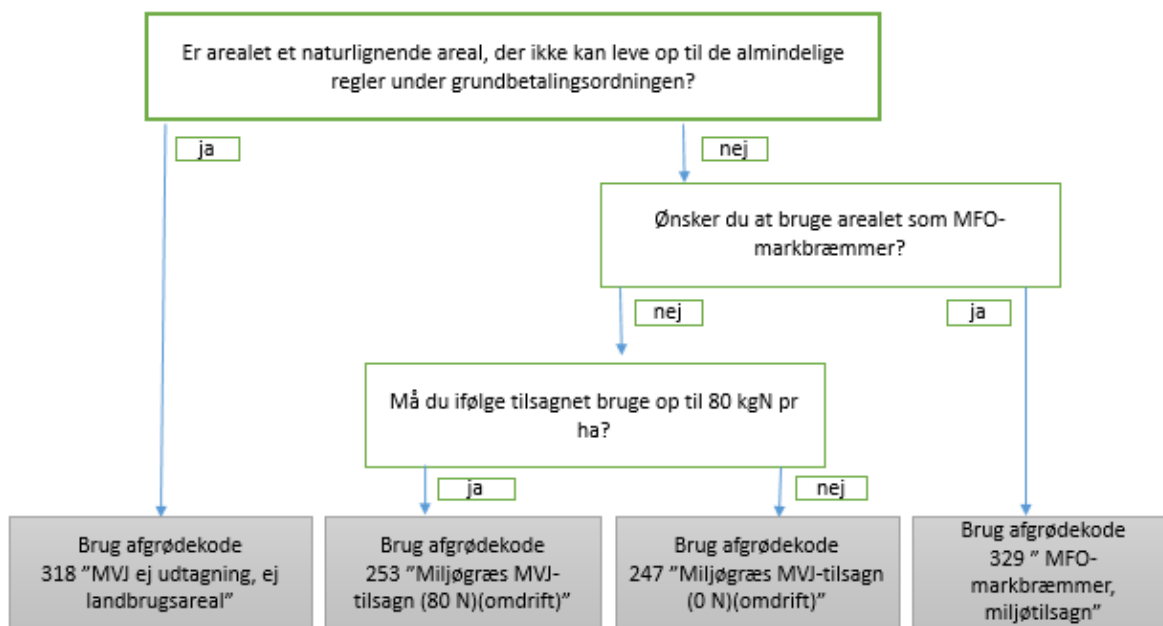 Er arealet et naturlignende areal, der ikke kan leve op til de almindelige
regler under grundbetalingsordningen?
ja
nej
Ønsker du at bruge arealet som MFO-
markbræmmer?
nej
ja
Må du ifølge tilsagnet bruge op til 80 kgN pr
ha?
ja
nej
Brug afgrødekode
318 ”MVJ ej udtagning, ej
landbrugsareal”
Brug afgrødekode
253 ”Miljøgræs MVJ-
tilsagn (80 N)(omdrift)”
Brug afgrødekode
247 ”Miljøgræs MVJ-tilsagn
(0 N)(omdrift)”
Brug afgrødekode
329 ” MFO-
markbræmmer,
miljøtilsagn”